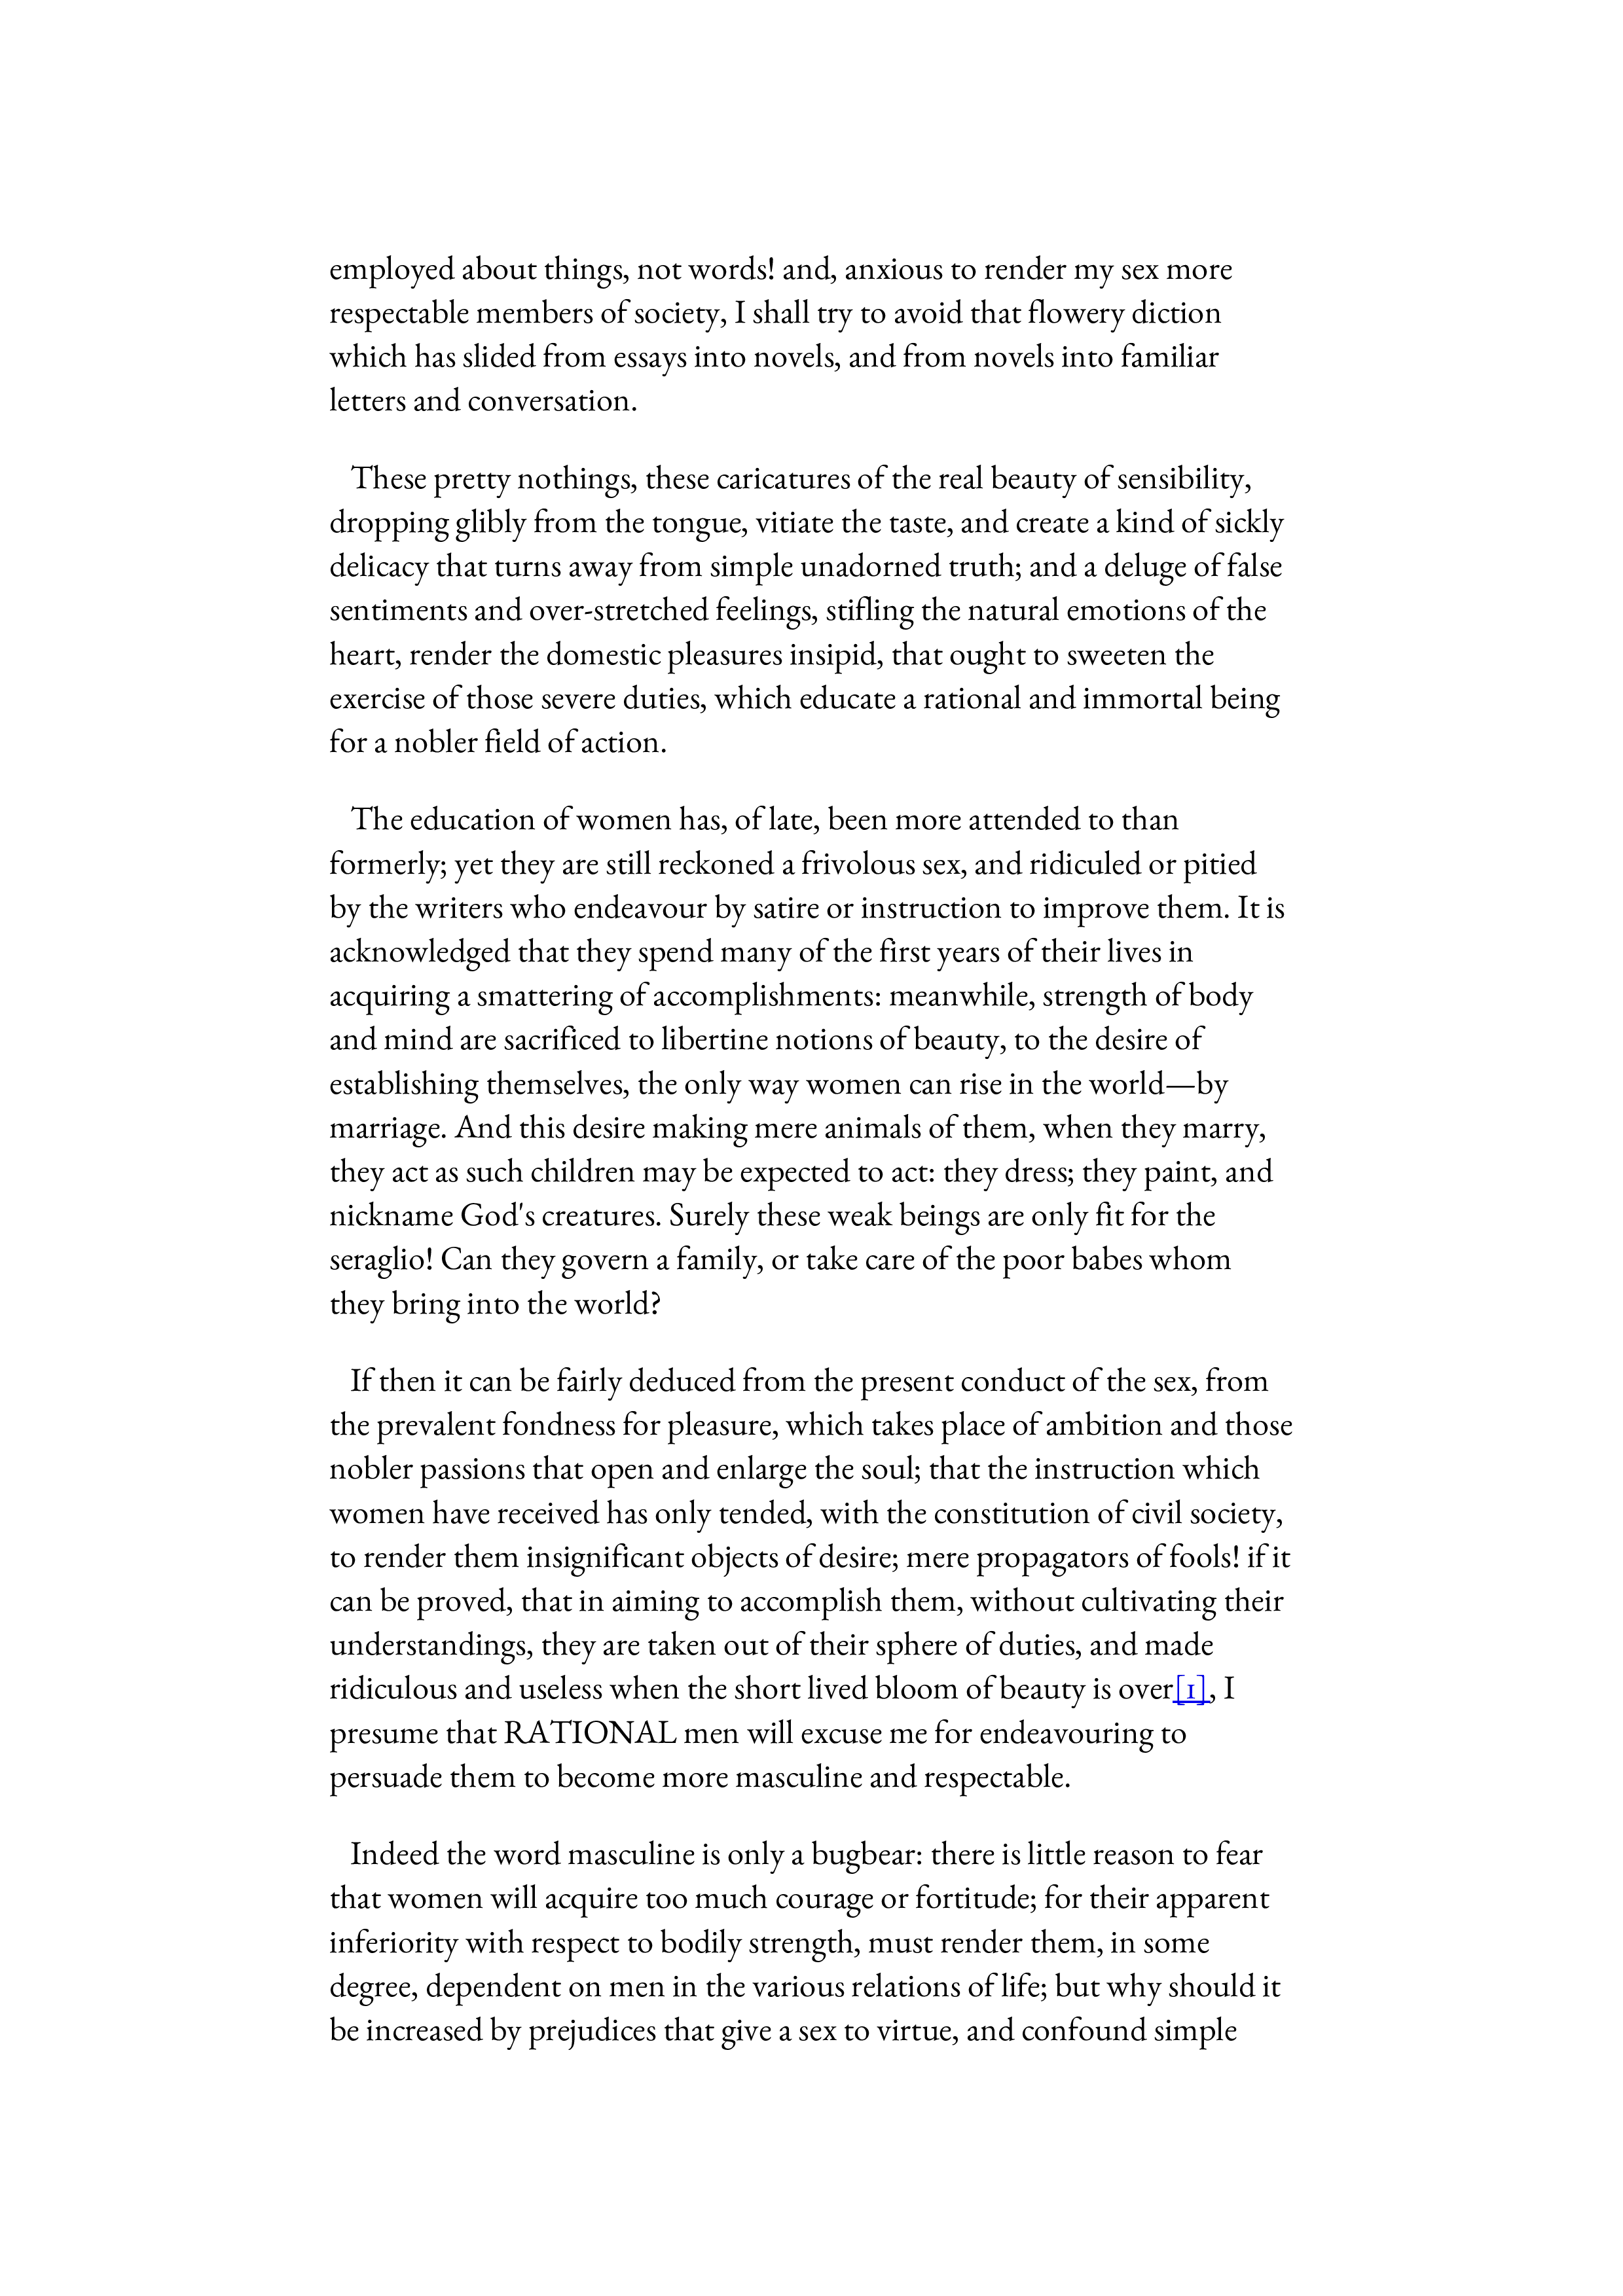 employed about things, not words! and, anxious to render my sex more
respectable members of society, I shall try to avoid that flowery diction
which has slided from essays into novels, and from novels into familiar
letters and conversation.
These pretty nothings, these caricatures of the real beauty of sensibility,
dropping glibly from the tongue, vitiate the taste, and create a kind of sickly
delicacy that turns away from simple unadorned truth; and a deluge of false
sentiments and over-stretched feelings, stifling the natural emotions of the
heart, render the domestic pleasures insipid, that ought to sweeten the
exercise of those severe duties, which educate a rational and immortal being
for a nobler field of action.
The education of women has, of late, been more attended to than
formerly; yet they are still reckoned a frivolous sex, and ridiculed or pitied
by the writers who endeavour by satire or instruction to improve them. It is
acknowledged that they spend many of the first years of their lives in
acquiring a smattering of accomplishments: meanwhile, strength of body
and mind are sacrificed to libertine notions of beauty, to the desire of
establishing themselves, the only way women can rise in the world—by
marriage. And this desire making mere animals of them, when they marry,
they act as such children may be expected to act: they dress; they paint, and
nickname God's creatures. Surely these weak beings are only fit for the
seraglio! Can they govern a family, or take care of the poor babes whom
they bring into the world?
If then it can be fairly deduced from the present conduct of the sex, from
the prevalent fondness for pleasure, which takes place of ambition and those
nobler passions that open and enlarge the soul; that the instruction which
women have received has only tended, with the constitution of civil society,
to render them insignificant objects of desire; mere propagators of fools! if it
can be proved, that in aiming to accomplish them, without cultivating their
understandings, they are taken out of their sphere of duties, and made
ridiculous and useless when the short lived bloom of beauty is over[1], I
presume that RATIONAL men will excuse me for endeavouring to
persuade them to become more masculine and respectable.
Indeed the word masculine is only a bugbear: there is little reason to fear
that women will acquire too much courage or fortitude; for their apparent
inferiority with respect to bodily strength, must render them, in some
degree, dependent on men in the various relations of life; but why should it
be increased by prejudices that give a sex to virtue, and confound simple